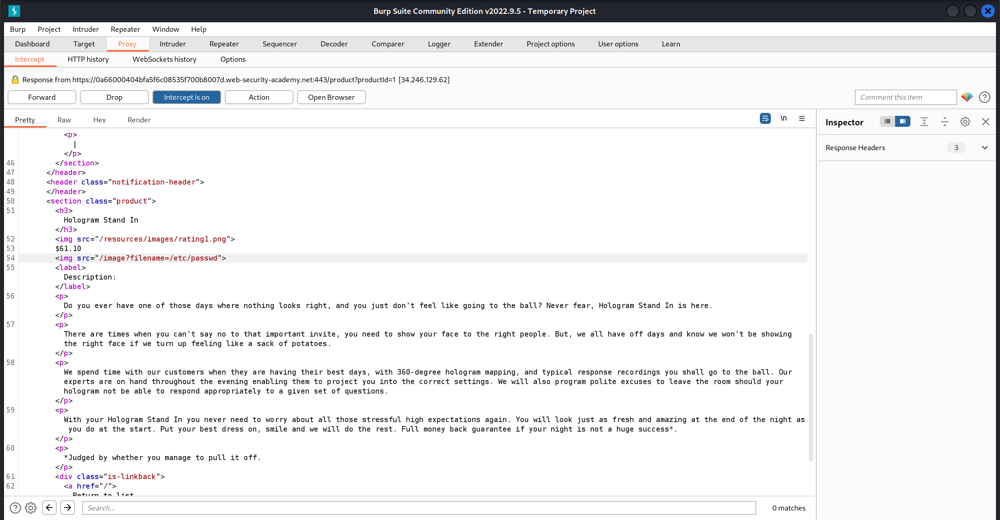 Burp Suite Community Edition v2022.9.5 - Temporary Project
Burp Project Intruder Repeater Window Help
Dashboard Target Proxy Intruder Repeater Sequencer Decoder Comparer Logger Extender Project options User options Learn
Intercept HTTP history WebSockets history Options
Response from https://0a66000404bfa5f6c08535f700b8007d.web-security-academy.net:443/product?productId=1 [34.246.129.62]
Forward Drop Intercept is on Action Open Browser Comment this item
Pretty Raw Hex Render \n
Inspector
Response Headers 3
<p>
|
</p>
46 </section>
47 </header>
48 <header class="notification-header">
49 </header>
50 <section class="product">
51 <h3>
Hologram Stand In
</h3>
52 <img src="/resources/images/rating1.png">
53 $61.10
54 <img src="/image?filename=/etc/passwd">
55 <label>
Description:
</label>
56 <p>
Do you ever have one of those days where nothing looks right, and you just don't feel like going to the ball? Never fear, Hologram Stand In is here.
</p>
57 <p>
There are times when you can't say no to that important invite, you need to show your face to the right people. But, we all have off days and know we won't be showing
the right face if we turn up feeling like a sack of potatoes.
</p>
58 <p>
We spend time with our customers when they are having their best days, with 360-degree hologram mapping, and typical response recordings you shall go to the ball. Our
experts are on hand throughout the evening enabling them to project you into the correct settings. We will also program polite excuses to leave the room should your
hologram not be able to respond appropriately to a given set of questions.
</p>
59 <p>
With your Hologram Stand In you never need to worry about all those stressful high expectations again. You will look just as fresh and amazing at the end of the night as
you do at the start. Put your best dress on, smile and we will do the rest. Full money back guarantee if your night is not a huge success*.
</p>
60 <p>
*Judged by whether you manage to pull it off.
</p>
61 <div class="is-linkback">
62 <a href="/">
Return to list
Search... 0 matches